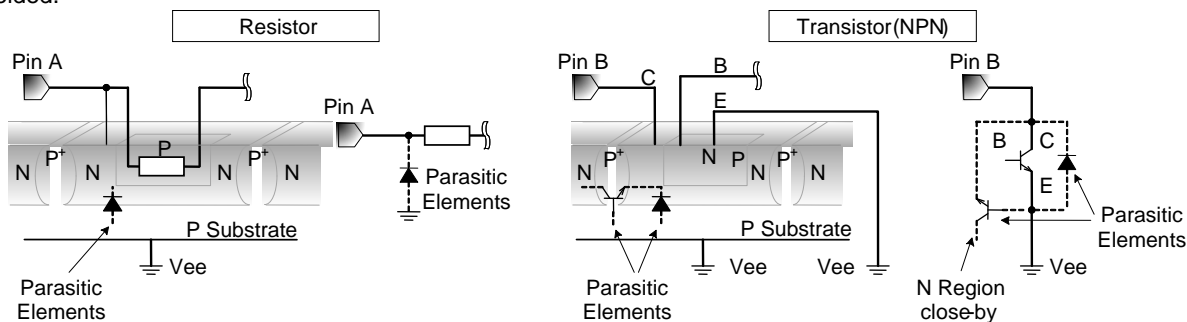 Resistor
Transistor(NPN)
Pin A
Pin B
B
C
E
Pin B
Pin A
N
P+
N
P
N
P+
N
Parasitic
Elements
N
P+
N
P
P+
N
N
B
C
E
P Substrate
P Substrate
Parasitic
Elements
Vee
Vee
Vee
Vee
Parasitic
Elements
Parasitic
Elements
N Region
close-by